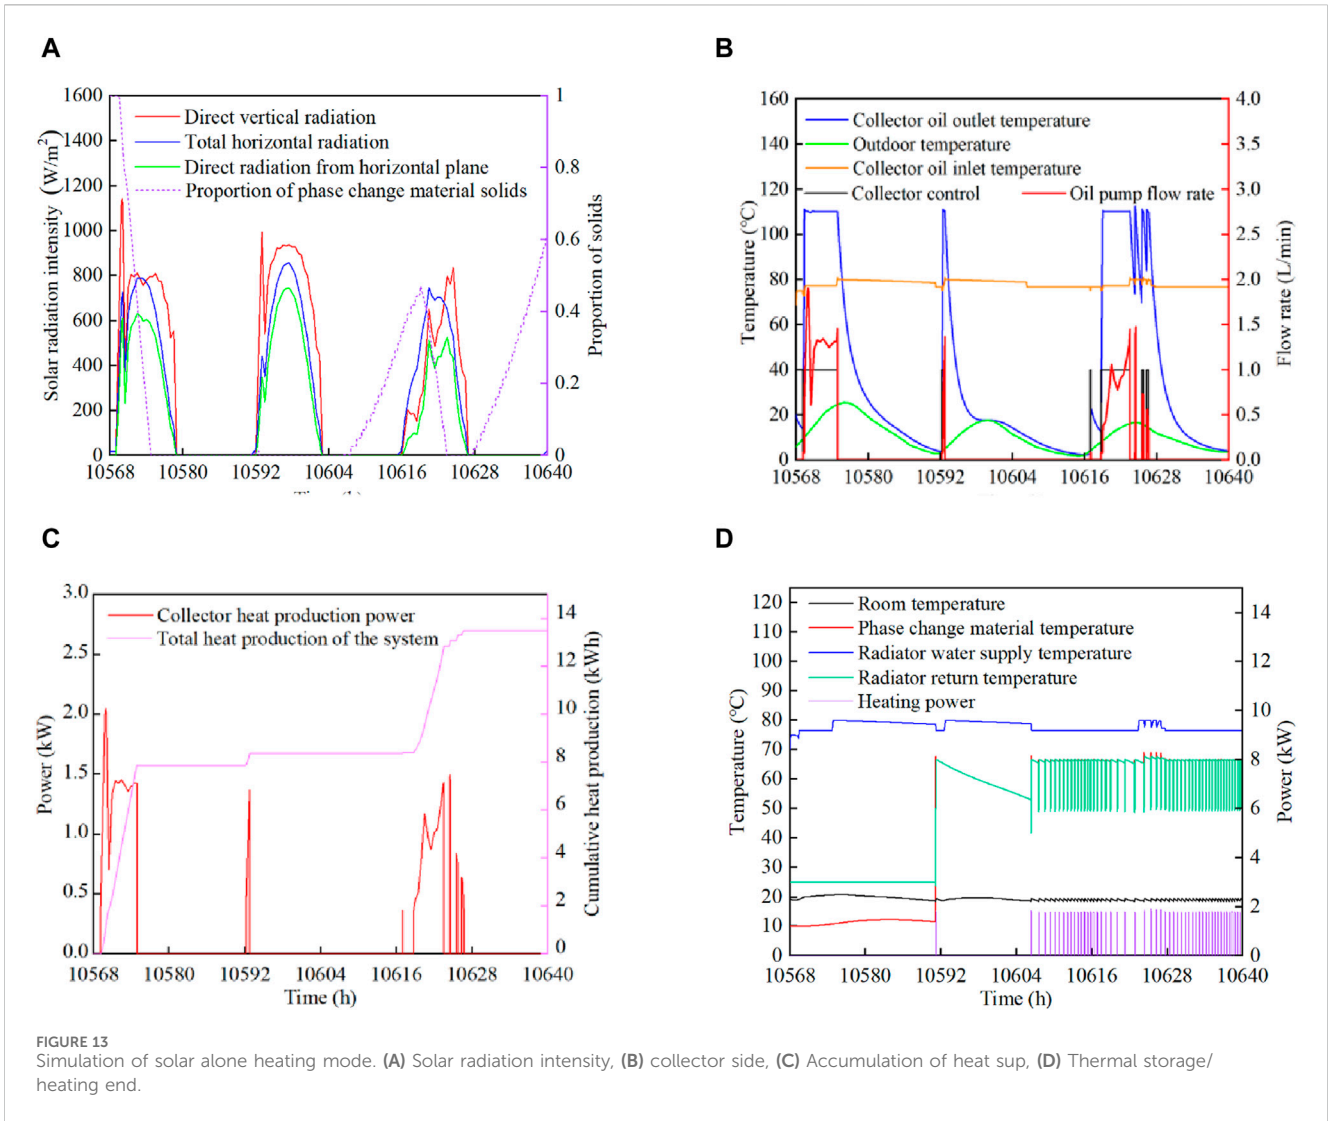 A
1600
1400
1200
1000
800
600
400
200
0
Solar radiation intensity (W/m²)
Direct vertical radiation
Total horizontal radiation
Direct radiation from horizontal plane
Proportion of phase change material solids
1
0.8
0.6
0.4
0.2
0
Proportion of solids
10568 10580 10592 10604 10616 10628 10640
B
160
140
120
100
80
60
40
20
0
Temperature (°C)
Collector oil outlet temperature
Outdoor temperature
Collector oil inlet temperature
Collector control
Oil pump flow rate
4.0
3.5
3.0
2.5
2.0
1.5
1.0
0.5
0.0
Flow rate (L/min)
10568 10580 10592 10604 10616 10628 10640
C
3.0
2.5
2.0
1.5
1.0
0.5
0.0
Power (kW)
Collector heat production power
Total heat production of the system
14
12
10
8
6
4
2
0
Cumulative heat production (kWh)
10568 10580 10592 10604 10616 10628 10640
Time (h)
D
120
110
100
90
80
70
60
50
40
30
20
10
0
Temperature (°C)
Room temperature
Phase change material temperature
Radiator water supply temperature
Radiator return temperature
Heating power
14
12
10
8
6
4
2
0
Power (kW)
10568 10580 10592 10604 10616 10628 10640
Time (h)
FIGURE 13
Simulation of solar alone heating mode. (A) Solar radiation intensity, (B) collector side, (C) Accumulation of heat sup, (D) Thermal storage/
heating end.